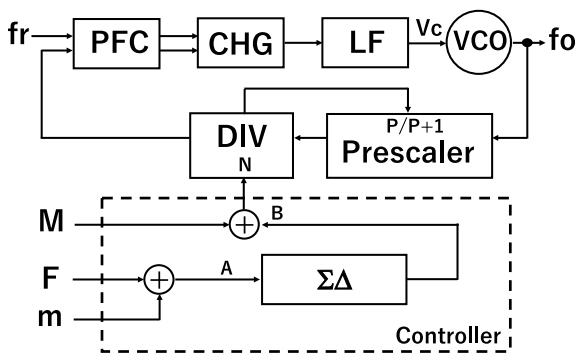 fr
PFC
CHG
LF
Vc
VCO
fo
DIV
N
P/P+1
Prescaler
M
+
B
F
+
A
ΣΔ
m
Controller